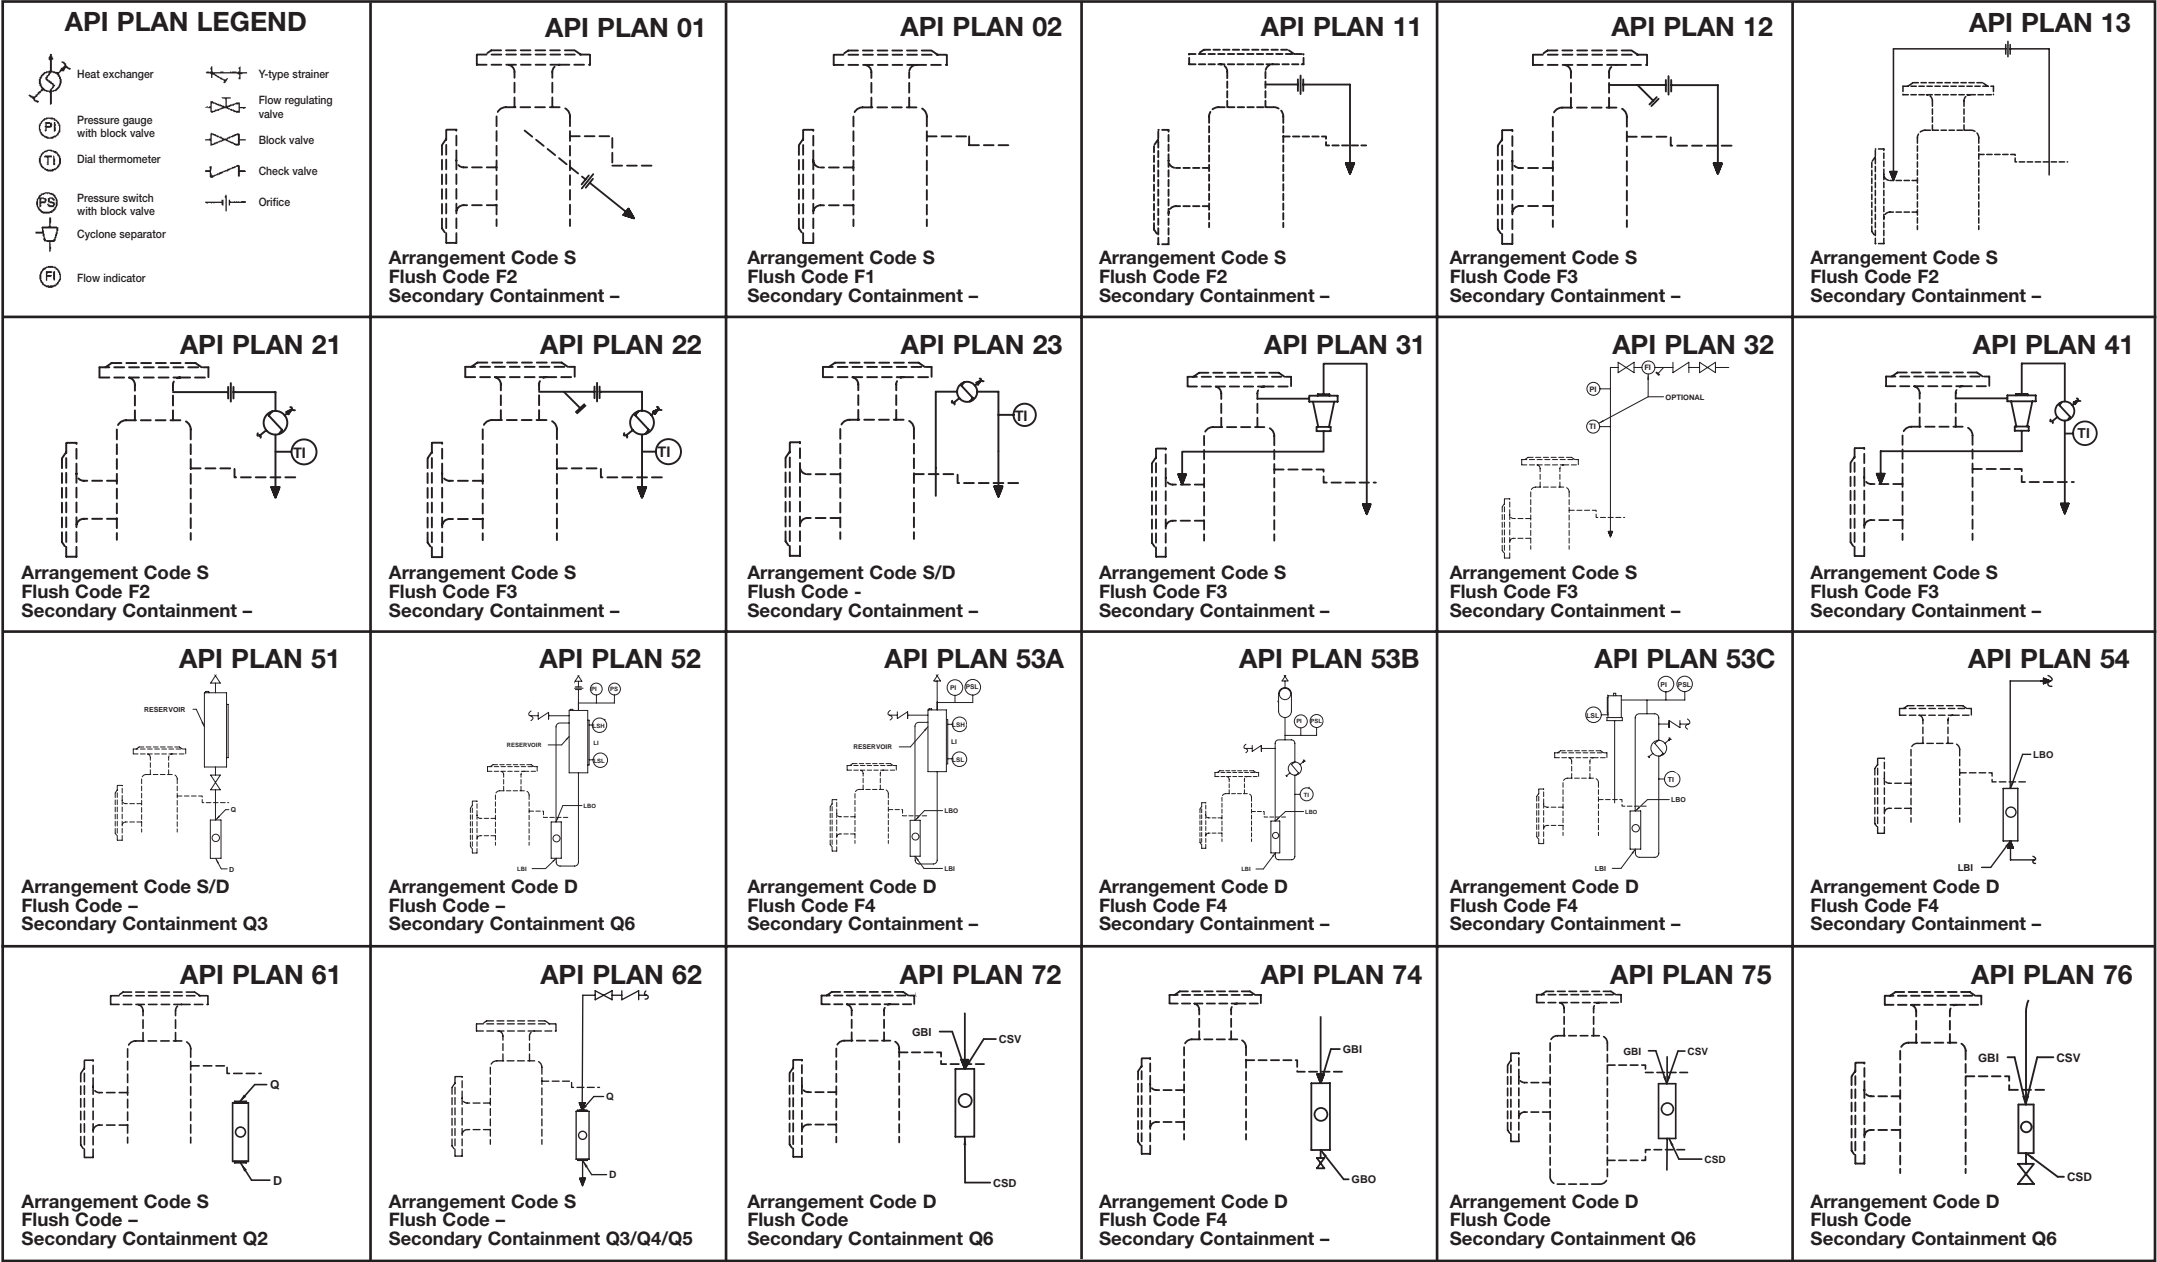 API PLAN LEGEND
Heat exchanger
Pressure gauge
with block valve
Dial thermometer
Pressure switch
with block valve
Cyclone separator
Flow indicator
PI
TI
PS
FI
Y-type strainer
Flow regulating
valve
Block valve
Check valve
Orifice
API PLAN 01
Arrangement Code S
Flush Code F2
Secondary Containment –
API PLAN 02
Arrangement Code S
Flush Code F1
Secondary Containment –
API PLAN 11
Arrangement Code S
Flush Code F2
Secondary Containment –
API PLAN 12
Arrangement Code S
Flush Code F3
Secondary Containment –
API PLAN 13
Arrangement Code S
Flush Code F2
Secondary Containment –
API PLAN 21
TI
Arrangement Code S
Flush Code F2
Secondary Containment –
API PLAN 22
TI
Arrangement Code S
Flush Code F3
Secondary Containment –
API PLAN 23
TI
Arrangement Code S/D
Flush Code -
Secondary Containment –
API PLAN 31
Arrangement Code S
Flush Code F3
Secondary Containment –
API PLAN 32
FI
PI
OPTIONAL
TI
Arrangement Code S
Flush Code F3
Secondary Containment –
API PLAN 41
TI
Arrangement Code S
Flush Code F3
Secondary Containment –
API PLAN 51
RESERVOIR
Q
D
Arrangement Code S/D
Flush Code –
Secondary Containment Q3
API PLAN 52
PI PS
LSH
RESERVOIR LI
LSL
LBO
LBI
Arrangement Code D
Flush Code –
Secondary Containment Q6
API PLAN 53A
PI PSL
LSH
RESERVOIR LI
LSL
LBO
LBI
Arrangement Code D
Flush Code F4
Secondary Containment –
API PLAN 53B
PI PSL
TI
LBO
LBI
Arrangement Code D
Flush Code F4
Secondary Containment –
API PLAN 53C
PI PSL
LSL
TI
LBO
LBI
Arrangement Code D
Flush Code F4
Secondary Containment –
API PLAN 54
LBO
LBI
Arrangement Code D
Flush Code F4
Secondary Containment –
API PLAN 61
Q
D
Arrangement Code S
Flush Code –
Secondary Containment Q2
API PLAN 62
Q
D
Arrangement Code S
Flush Code –
Secondary Containment Q3/Q4/Q5
API PLAN 72
GBI CSV
CSD
Arrangement Code D
Flush Code
Secondary Containment Q6
API PLAN 74
GBI
GBO
Arrangement Code D
Flush Code F4
Secondary Containment –
API PLAN 75
GBI CSV
CSD
Arrangement Code D
Flush Code
Secondary Containment Q6
API PLAN 76
GBI CSV
CSD
Arrangement Code D
Flush Code
Secondary Containment Q6